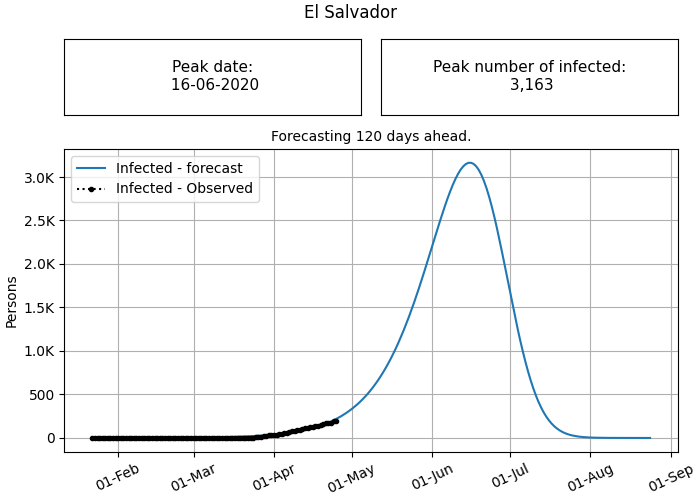 El Salvador
Peak date:
16-06-2020
Peak number of infected:
3,163
Forecasting 120 days ahead.
Infected - forecast
Infected - Observed
3.0K
2.5K
2.0K
1.5K
1.0K
500
0
Persons
01-Feb
01-Mar
01-Apr
01-May
01-Jun
01-Jul
01-Aug
01-Sep